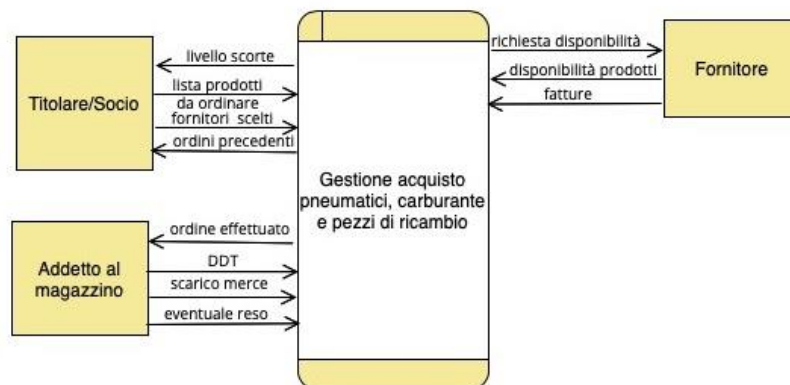 livello scorte
lista prodotti
da ordinare
fornitori scelti
ordini precedenti
Titolare/Socio
richiesta disponibilità
disponibilità prodotti
fatture
Fornitore
Gestione acquisto
pneumatici, carburante
e pezzi di ricambio
ordine effettuato
DDT
scarico merce
eventuale reso
Addetto al
magazzino